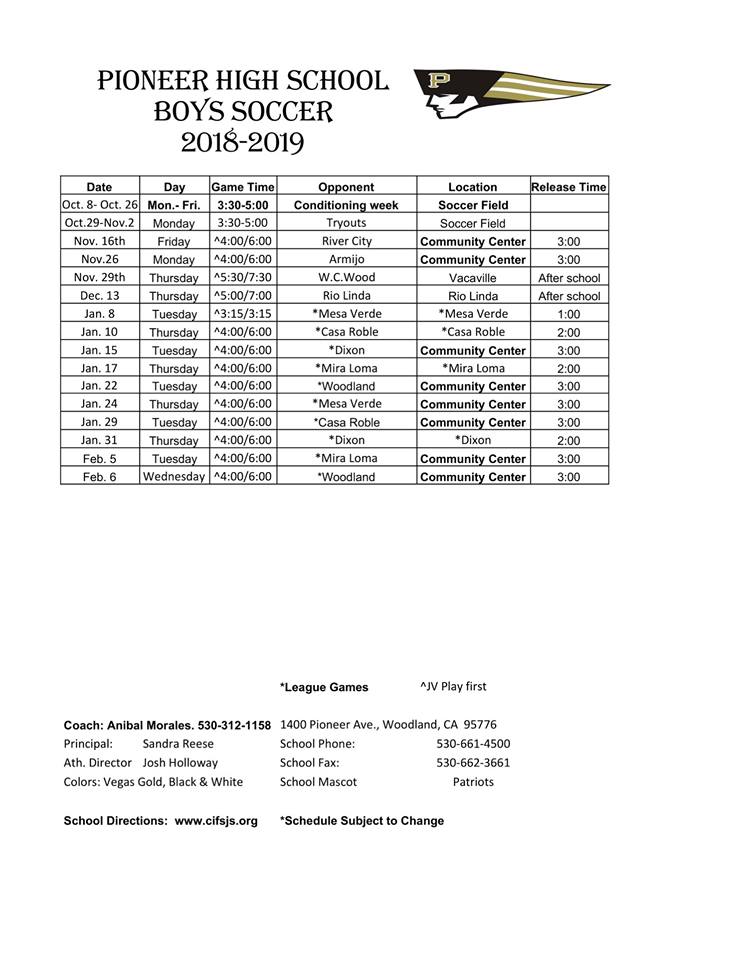 PIONEER HIGH SCHOOL
BOYS SOCCER
2018-2019
P
Date Day Game Time Opponent Location Release Time
Oct. 8- Oct. 26 Mon.- Fri. 3:30-5:00 Conditioning week Soccer Field
Oct.29-Nov.2 Monday 3:30-5:00 Tryouts Soccer Field
Nov. 16th Friday ^4:00/6:00 River City Community Center 3:00
Nov.26 Monday ^4:00/6:00 Armijo Community Center 3:00
Nov. 29th Thursday ^5:30/7:30 W.C.Wood Vacaville After school
Dec. 13 Thursday ^5:00/7:00 Rio Linda Rio Linda After school
Jan. 8 Tuesday ^3:15/3:15 *Mesa Verde *Mesa Verde 1:00
Jan. 10 Thursday ^4:00/6:00 *Casa Roble *Casa Roble 2:00
Jan. 15 Tuesday ^4:00/6:00 *Dixon Community Center 3:00
Jan. 17 Thursday ^4:00/6:00 *Mira Loma *Mira Loma 2:00
Jan. 22 Tuesday ^4:00/6:00 *Woodland Community Center 3:00
Jan. 24 Thursday ^4:00/6:00 *Mesa Verde Community Center 3:00
Jan. 29 Tuesday ^4:00/6:00 *Casa Roble Community Center 3:00
Jan. 31 Thursday ^4:00/6:00 *Dixon *Dixon 2:00
Feb. 5 Tuesday ^4:00/6:00 *Mira Loma Community Center 3:00
Feb. 6 Wednesday ^4:00/6:00 *Woodland Community Center 3:00
*League Games ^JV Play first
Coach: Anibal Morales. 530-312-1158 1400 Pioneer Ave., Woodland, CA 95776
Principal: Sandra Reese School Phone: 530-661-4500
Ath. Director Josh Holloway School Fax: 530-662-3661
Colors: Vegas Gold, Black & White School Mascot Patriots
School Directions: www.cifsjs.org *Schedule Subject to Change